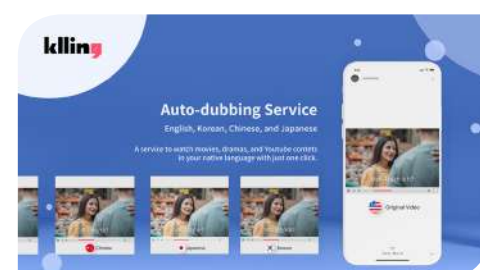 klling
Auto-dubbing Service
English, Korean, Chinese, and Japanese
A service to watch movies, dramas, and Youtube contets
in your native language with just one click.
Chinese
Japanese
Korean
Original Video